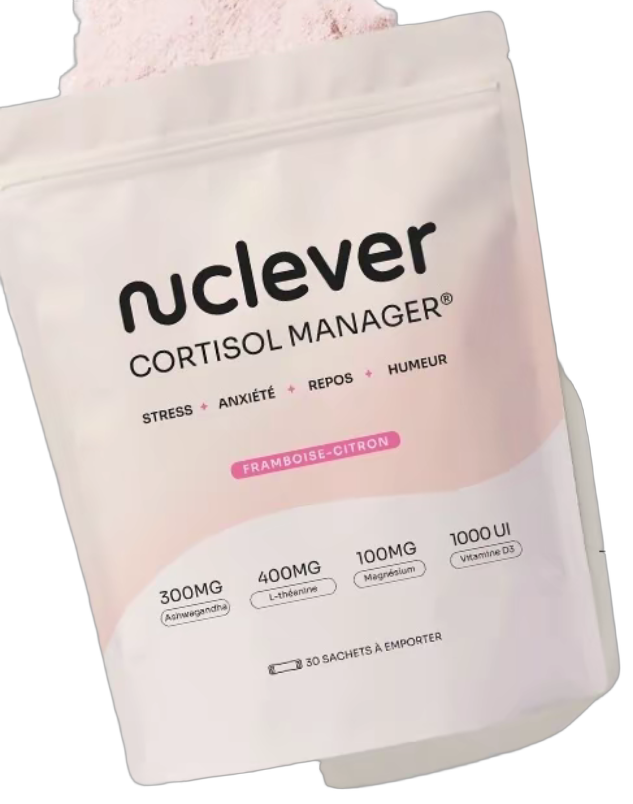 nuclever
CORTISOL MANAGER®
STRESS + ANXIÉTÉ + REPOS + HUMEUR
FRAMBOISE-CITRON
300MG 400MG 100MG 1000 UI
Ashwagandha L-théanine Magnésium Vitamine D3
30 SACHETS À EMPORTER